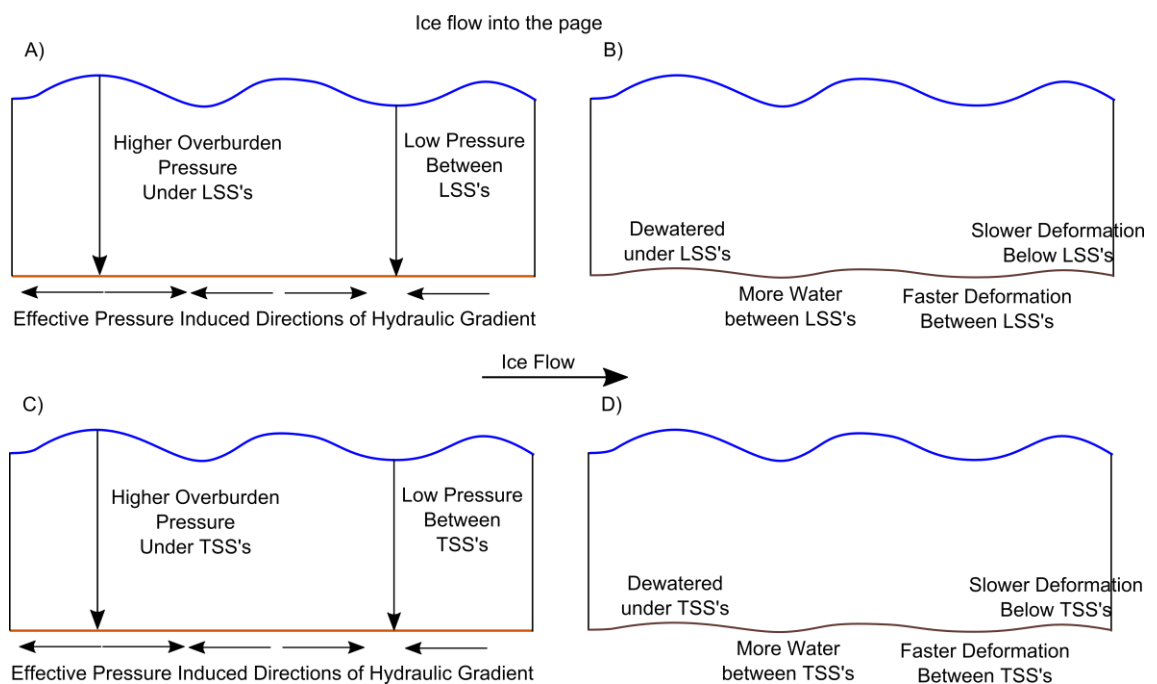 Ice flow into the page
A)
Higher Overburden
Pressure
Under LSS's
Low Pressure
Between
LSS's
Effective Pressure Induced Directions of Hydraulic Gradient
B)
Dewatered
under LSS's
Slower Deformation
Below LSS's
More Water
between LSS's
Faster Deformation
Between LSS's
Ice Flow
C)
Higher Overburden
Pressure
Under TSS's
Low Pressure
Between
TSS's
Effective Pressure Induced Directions of Hydraulic Gradient
D)
Dewatered
under TSS's
Slower Deformation
Below TSS's
More Water
between TSS's
Faster Deformation
Between TSS's